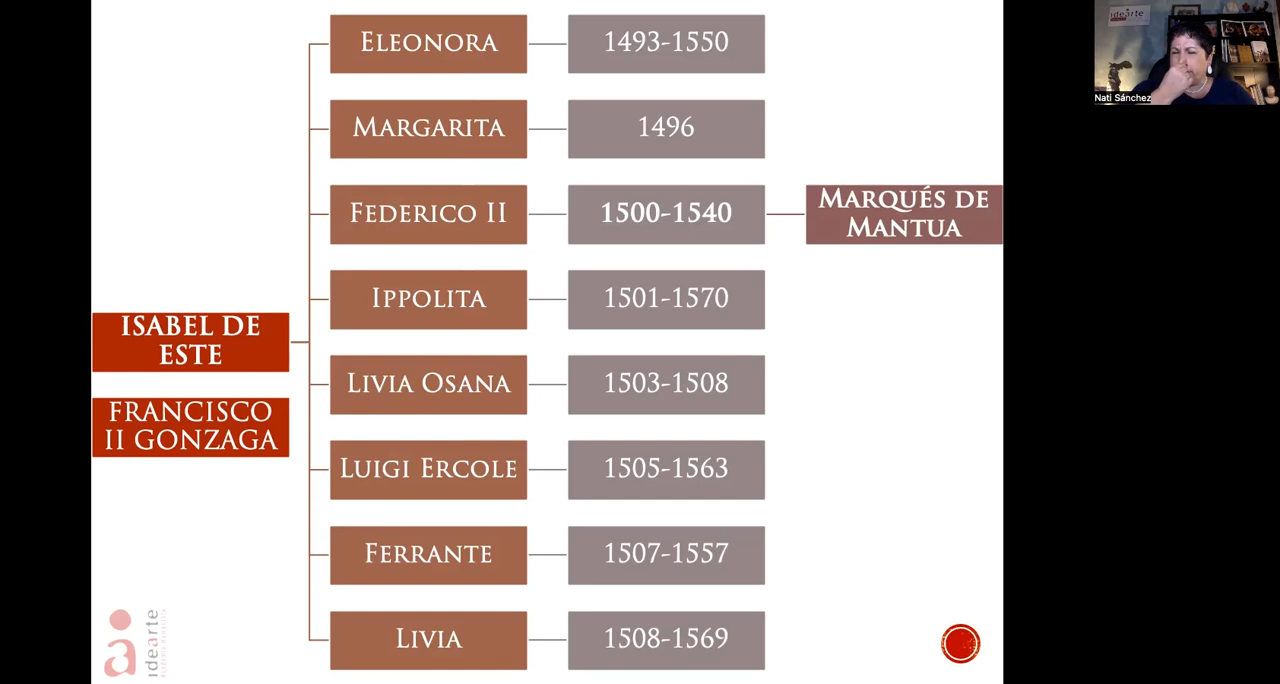 ELEONORA
1493-1550
MARGARITA
1496
FEDERICO II
1500-1540
MARQUÉS DE
MANTUA
IPPOLITA
1501-1570
ISABEL DE
ESTE
LIVIA OSANA
1503-1508
FRANCISCO
II GONZAGA
LUIGI ERCOLE
1505-1563
FERRANTE
1507-1557
LIVIA
1508-1569
idearte
idearte
Nati Sánchez